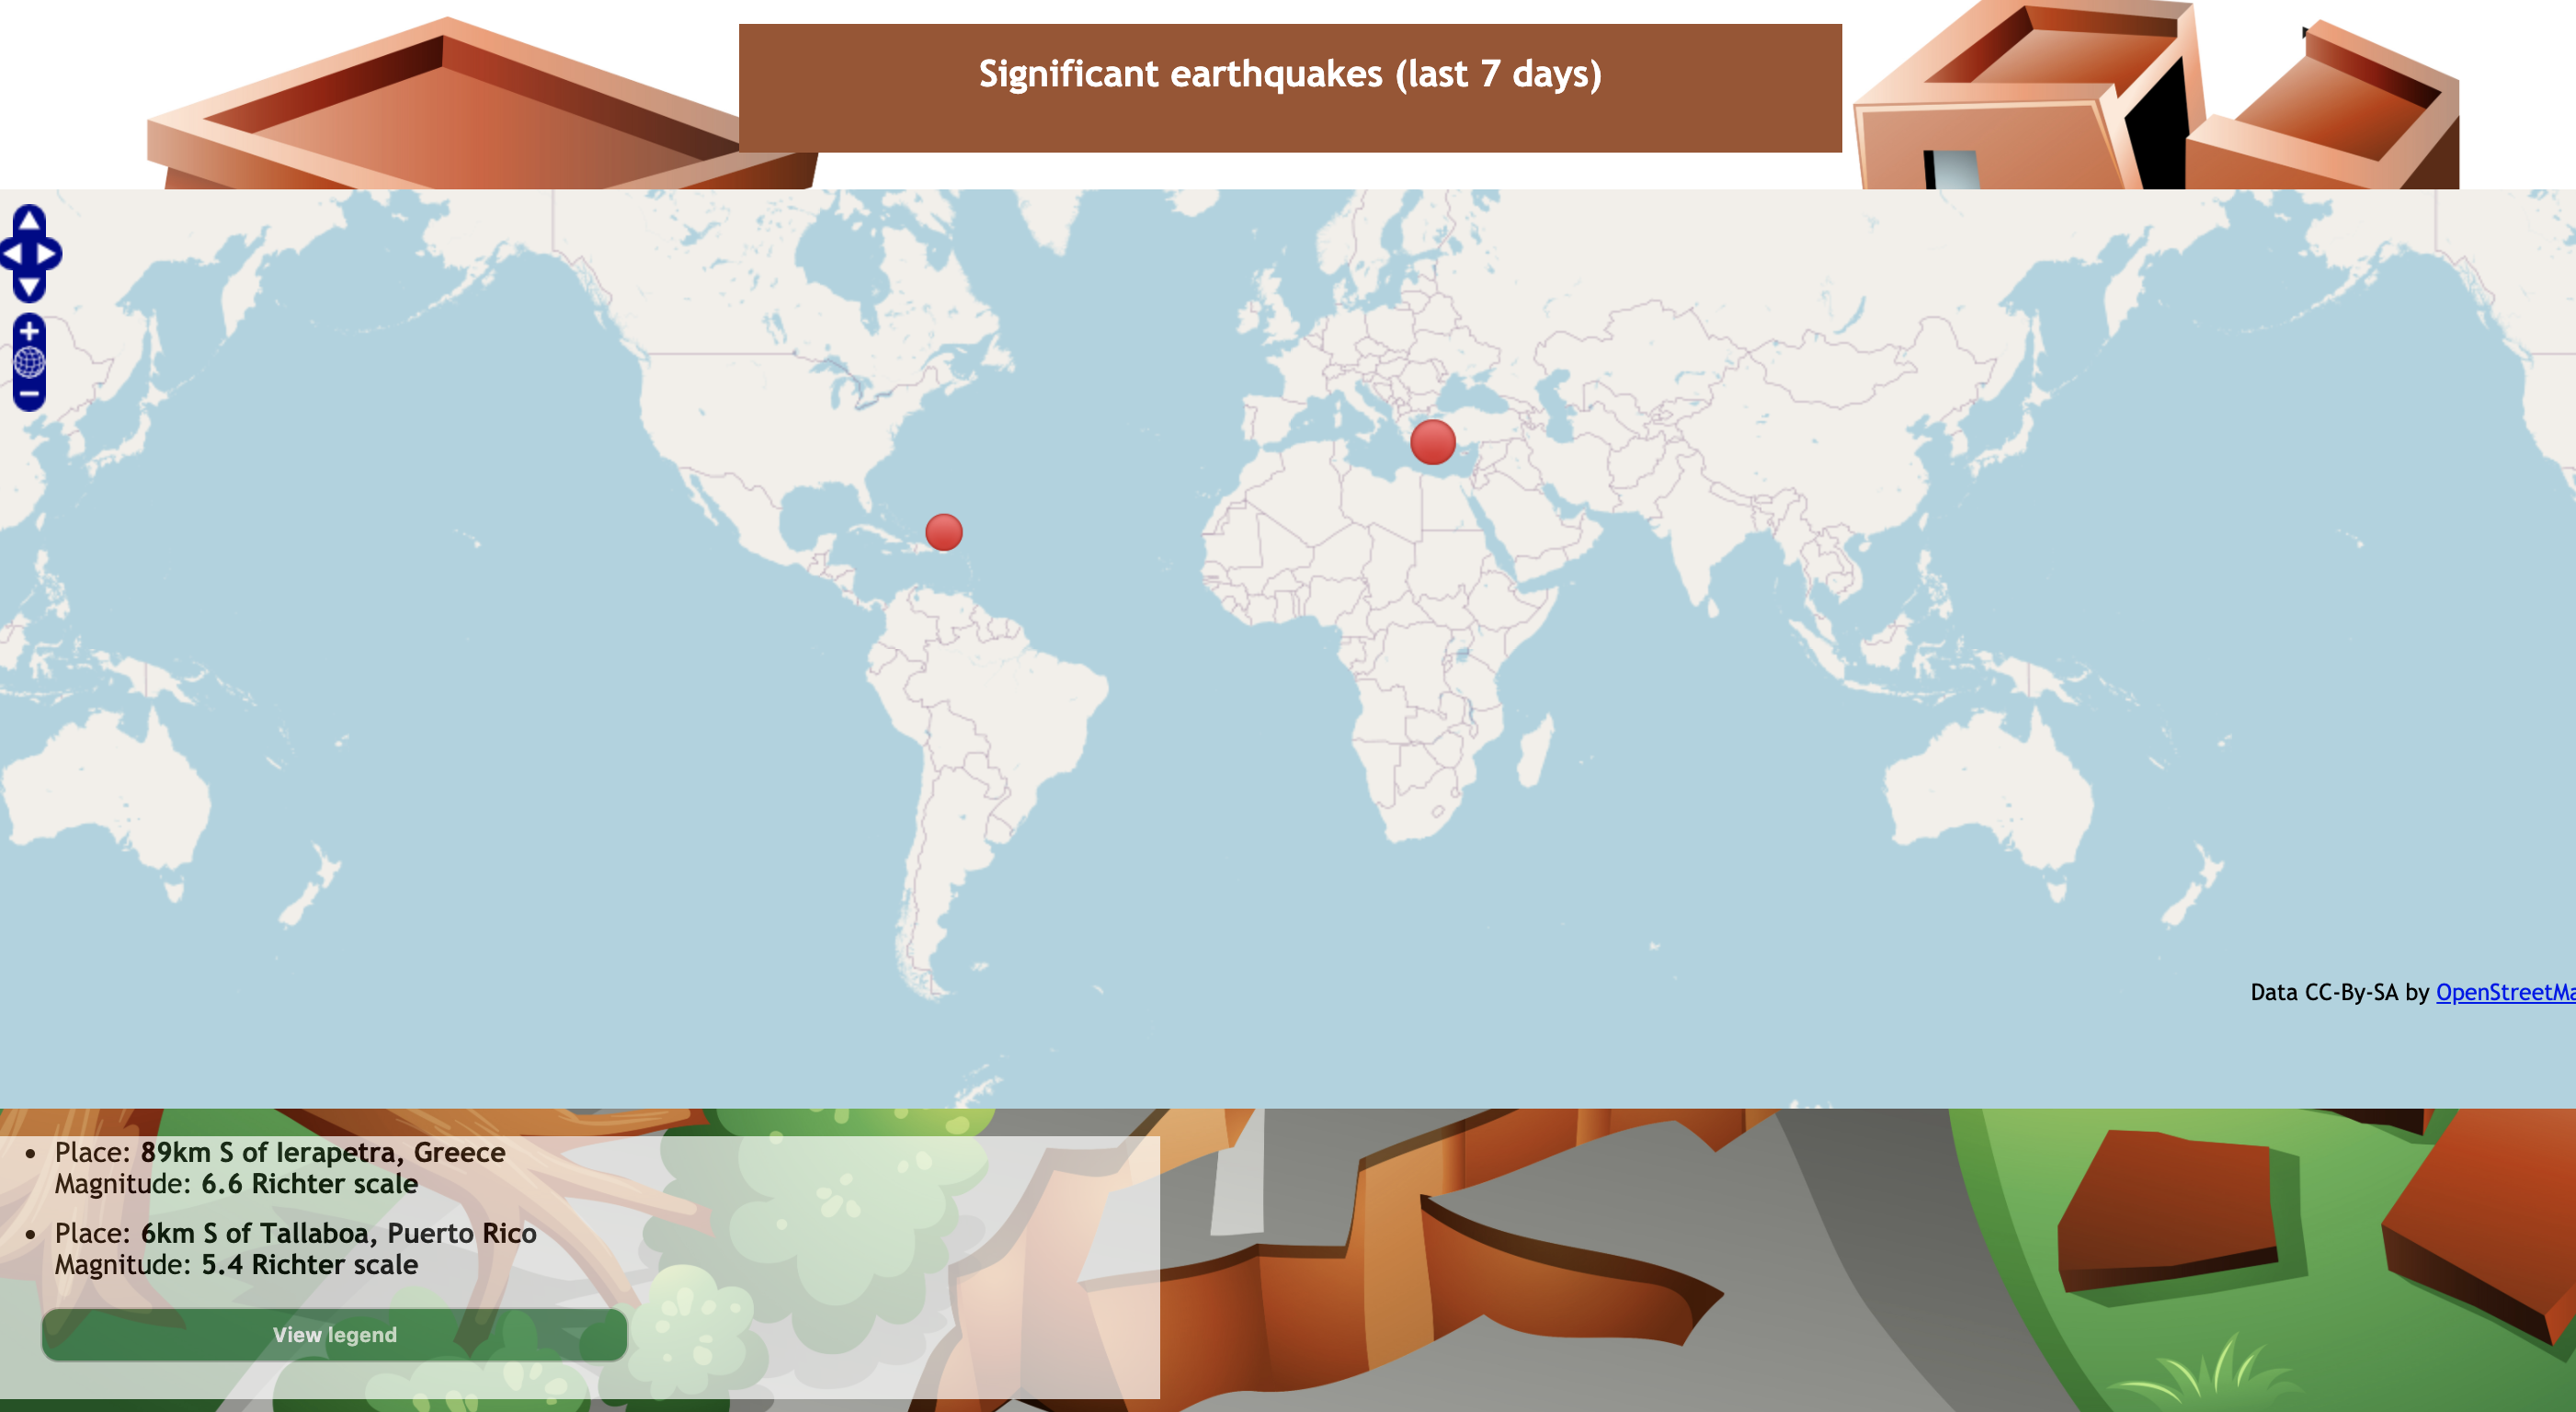 Significant earthquakes (last 7 days)
+
−
Data CC-By-SA by OpenStreetMa
• Place: 89km S of Ierapetra, Greece
Magnitude: 6.6 Richter scale
• Place: 6km S of Tallaboa, Puerto Rico
Magnitude: 5.4 Richter scale
View legend